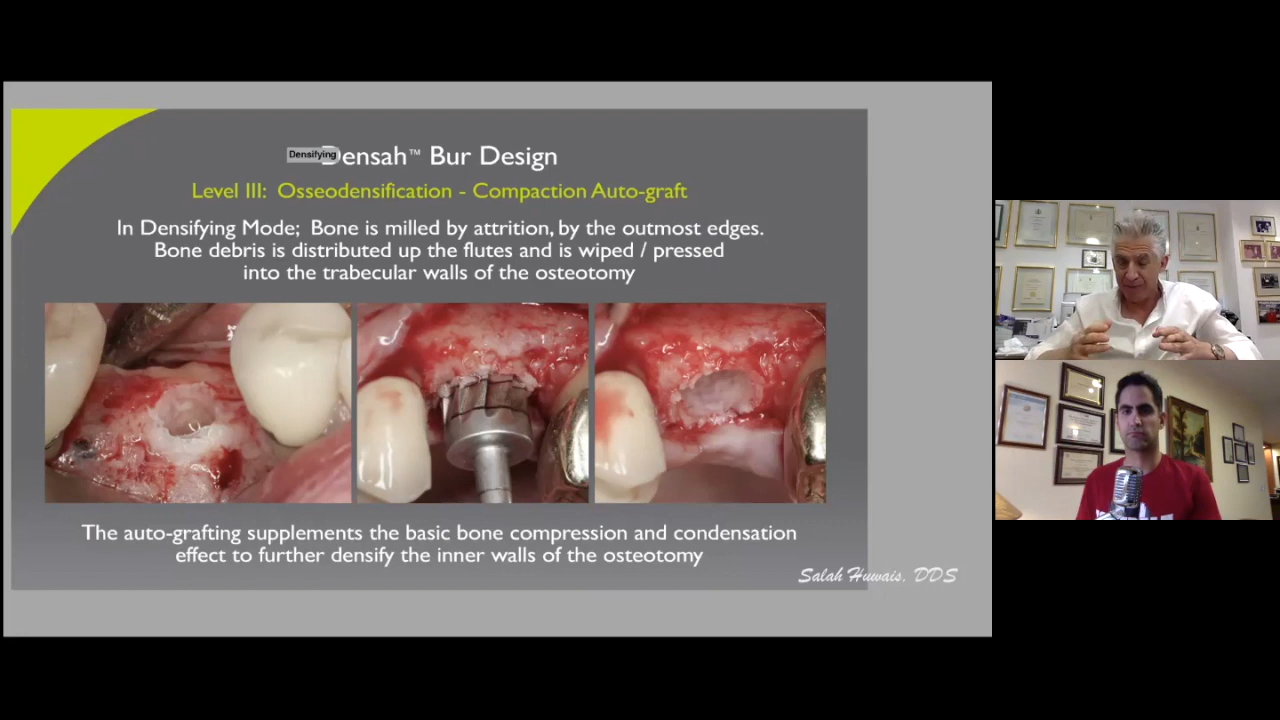 Densifying Densah™ Bur Design
Level III: Osseodensification - Compaction Auto-graft
In Densifying Mode; Bone is milled by attrition, by the outmost edges.
Bone debris is distributed up the flutes and is wiped / pressed
into the trabecular walls of the osteotomy
The auto-grafting supplements the basic bone compression and condensation
effect to further densify the inner walls of the osteotomy
Salah Huwais, DDS